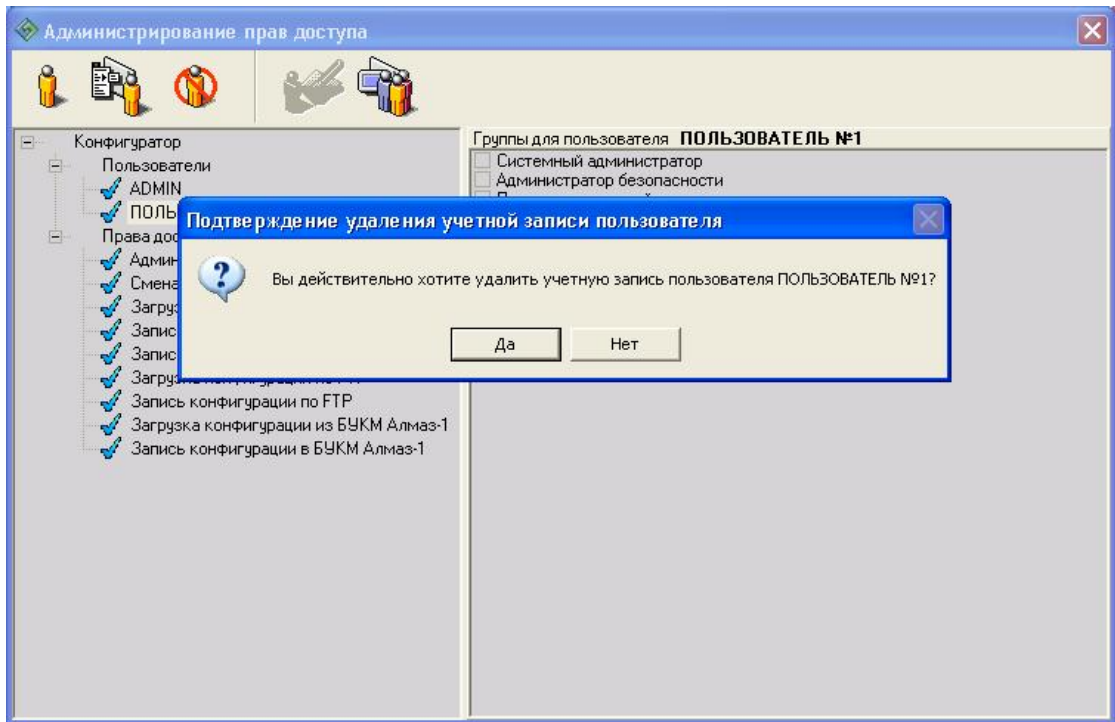 Администрирование прав доступа
Конфигуратор
Пользователи
ADMIN
Права
Группы для пользователя ПОЛЬЗОВАТЕЛЬ №1
Системный администратор
Администратор безопасности
Подтверждение удаления учетной записи пользователя
Вы действительно хотите удалить учетную запись пользователя ПОЛЬЗОВАТЕЛЬ №1?
Да
Нет
Смена
Запись конфигурации по FTP
Загрузка конфигурации из БУКМ Алмаз-1
Запись конфигурации в БУКМ Алмаз-1